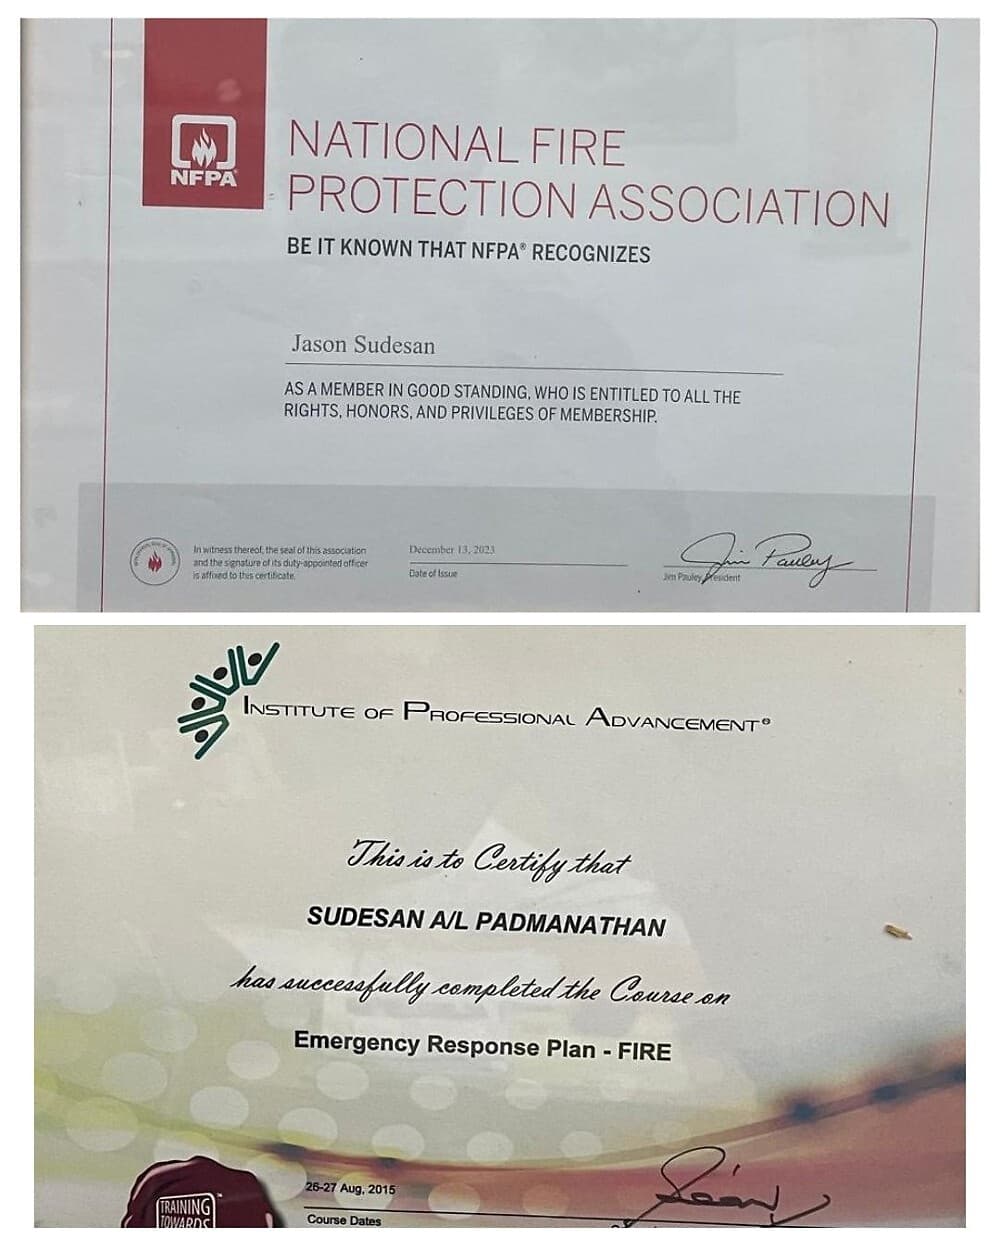 NFPA
NATIONAL FIRE
PROTECTION ASSOCIATION
BE IT KNOWN THAT NFPA® RECOGNIZES
Jason Sudesan
AS A MEMBER IN GOOD STANDING, WHO IS ENTITLED TO ALL THE
RIGHTS, HONORS, AND PRIVILEGES OF MEMBERSHIP.
In witness thereof, the seal of this association
and the signature of its duty-appointed officer
is affixed to this certificate.
December 13, 2023
Date of Issue
Jim Pauley
Jim Pauley, President
INSTITUTE OF PROFESSIONAL ADVANCEMENT®
This is to Certify that
SUDESAN A/L PADMANATHAN
has successfully completed the Course on
Emergency Response Plan - FIRE
26-27 Aug, 2015
Course Dates
TRAINING™
TOWARDS